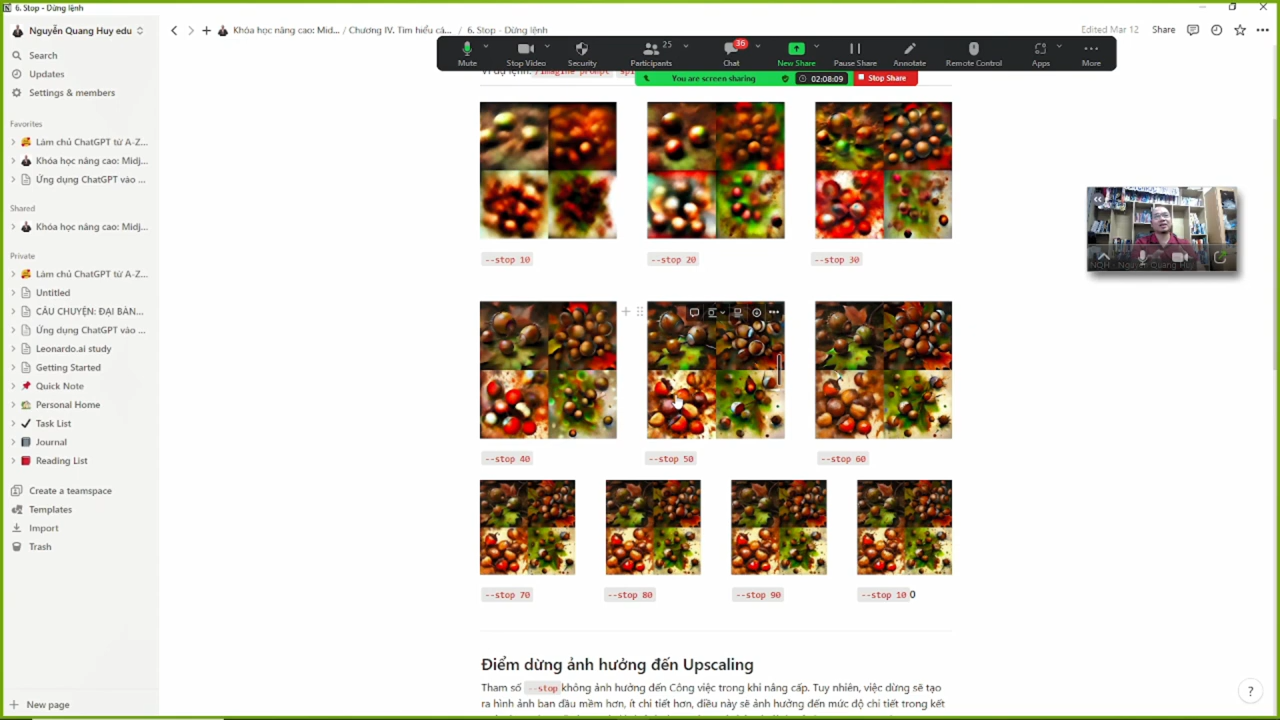 6. Stop - Dừng lệnh
Nguyễn Quang Huy edu
Khóa học nâng cao: Mid... / Chương IV. Tìm hiểu cá... / 6. Stop - Dừng lệnh
Edited Mar 12
Share
Search
Updates
Settings & members
Favorites
Làm chủ ChatGPT từ A-Z...
Khóa học nâng cao: Midj...
Ứng dụng ChatGPT vào ...
Shared
Khóa học nâng cao: Midj...
Private
Làm chủ ChatGPT từ A-Z...
Untitled
CÂU CHUYỆN: ĐẠI BÀN...
Ứng dụng ChatGPT vào ...
Leonardo.ai study
Getting Started
Quick Note
Personal Home
Task List
Journal
Reading List
Create a teamspace
Templates
Import
Trash
New page
Mute
Stop Video
Security
Participants
25
Chat
36
New Share
Pause Share
Annotate
Remote Control
Apps
More
You are screen sharing
02:08:09
Stop Share
--stop 10
--stop 20
--stop 30
--stop 40
--stop 50
--stop 60
--stop 70
--stop 80
--stop 90
--stop 100
Điểm dừng ảnh hưởng đến Upscaling
Tham số --stop không ảnh hưởng đến Công việc trong khi nâng cấp. Tuy nhiên, việc dừng sẽ tạo
ra hình ảnh ban đầu mềm hơn, ít chi tiết hơn, điều này sẽ ảnh hưởng đến mức độ chi tiết trong kết
?